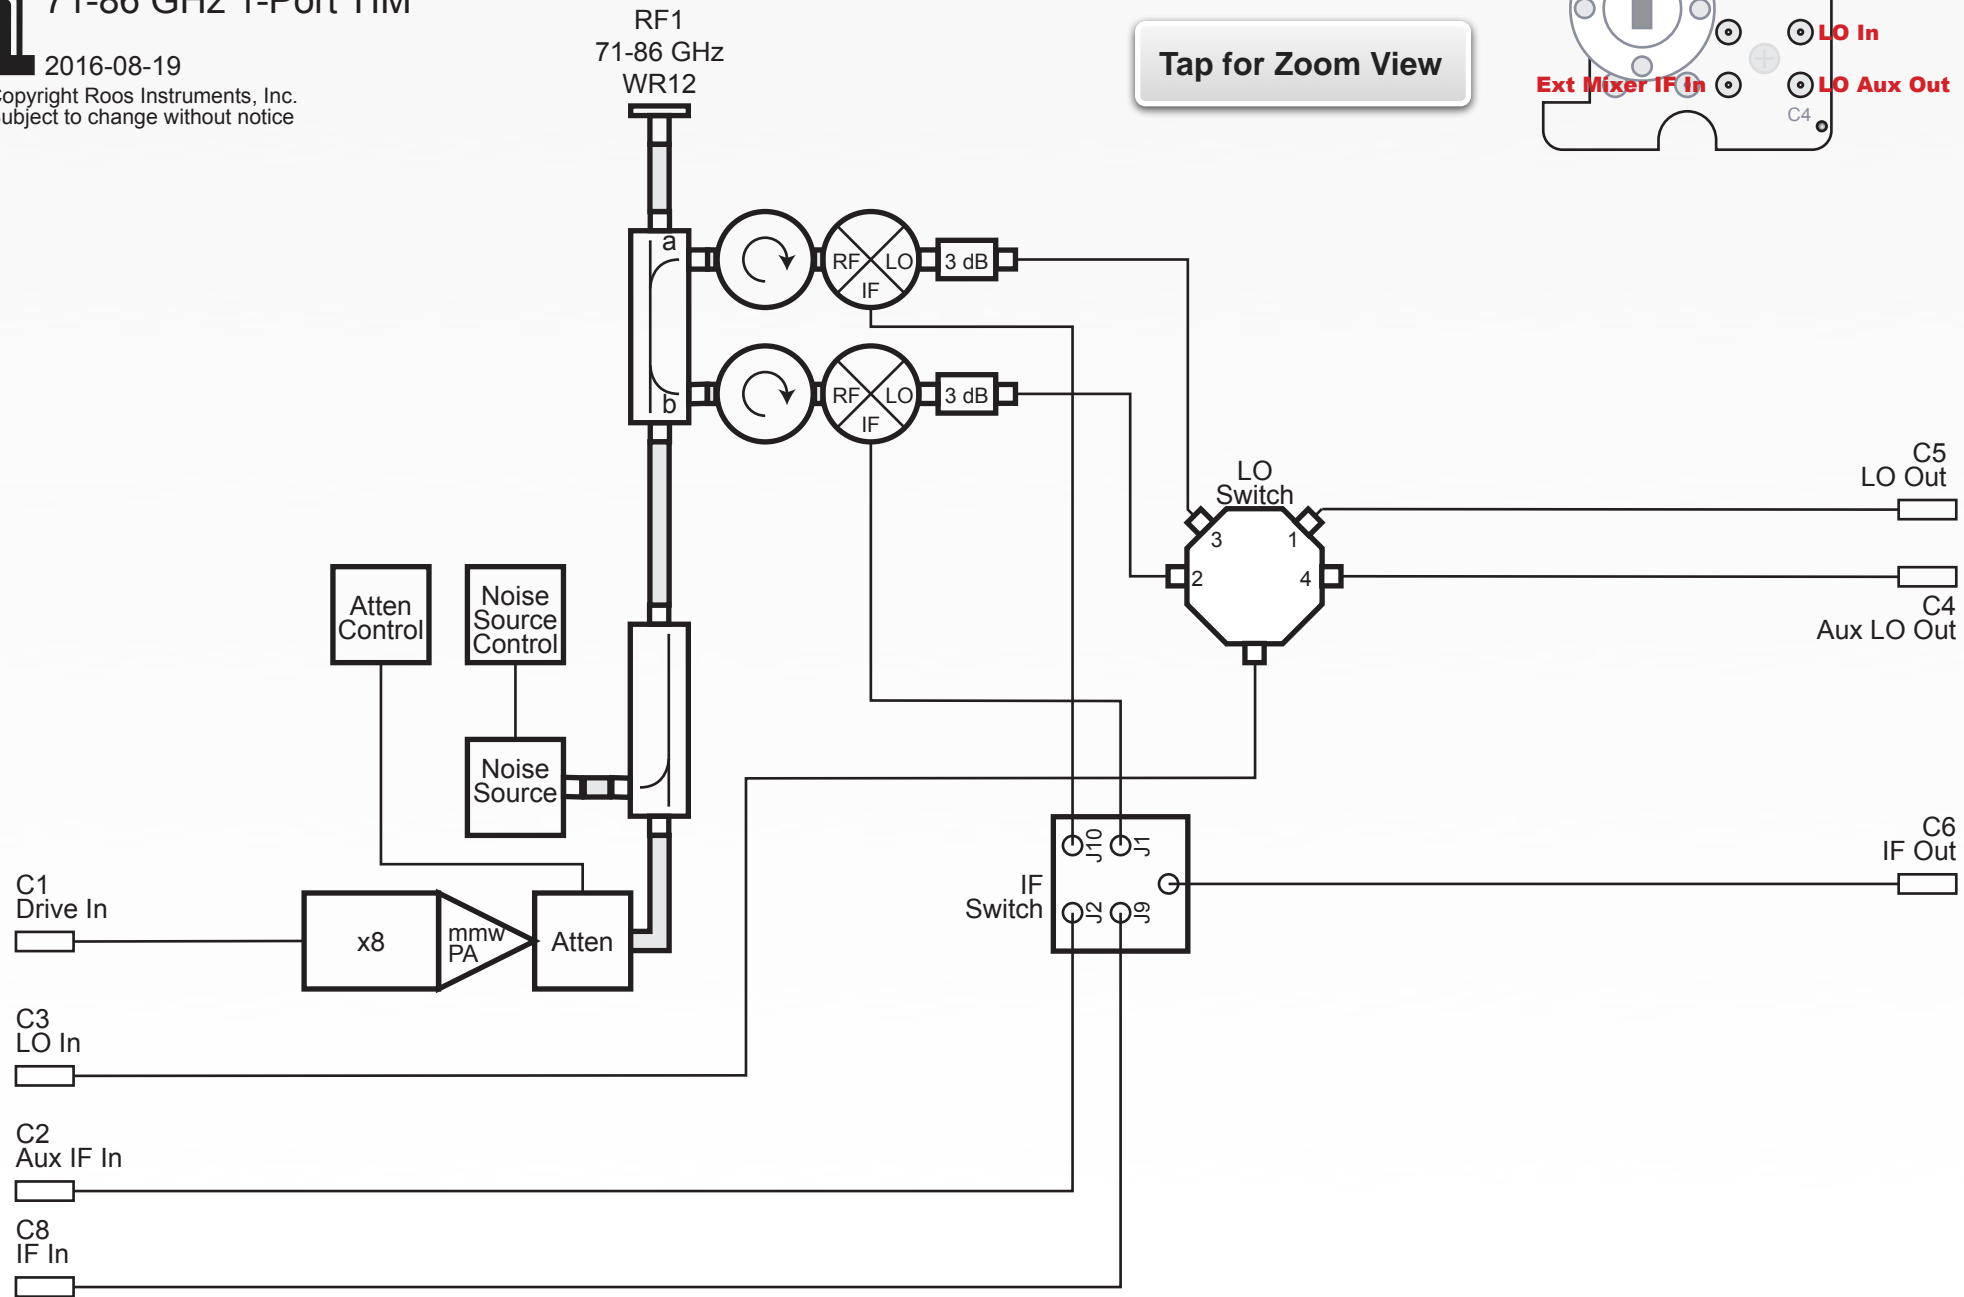 71-86 GHz 1-Port TIM
2016-08-19
Copyright Roos Instruments, Inc.
Subject to change without notice
RF1
71-86 GHz
WR12
Tap for Zoom View
LO In
Ext Mixer IF In
LO Aux Out
C4
a
RF
LO
IF
3 dB
b
RF
LO
IF
3 dB
LO
Switch
3
1
2
4
C5
LO Out
C4
Aux LO Out
Atten
Control
Noise
Source
Control
Noise
Source
C1
Drive In
x8
mmw
PA
Atten
IF
Switch
J10
J1
J2
J9
C6
IF Out
C3
LO In
C2
Aux IF In
C8
IF In